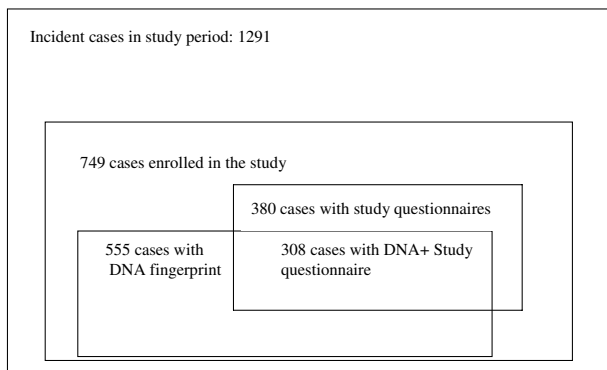 Incident cases in study period: 1291
749 cases enrolled in the study
380 cases with study questionnaires
555 cases with
DNA fingerprint
308 cases with DNA+ Study
questionnaire